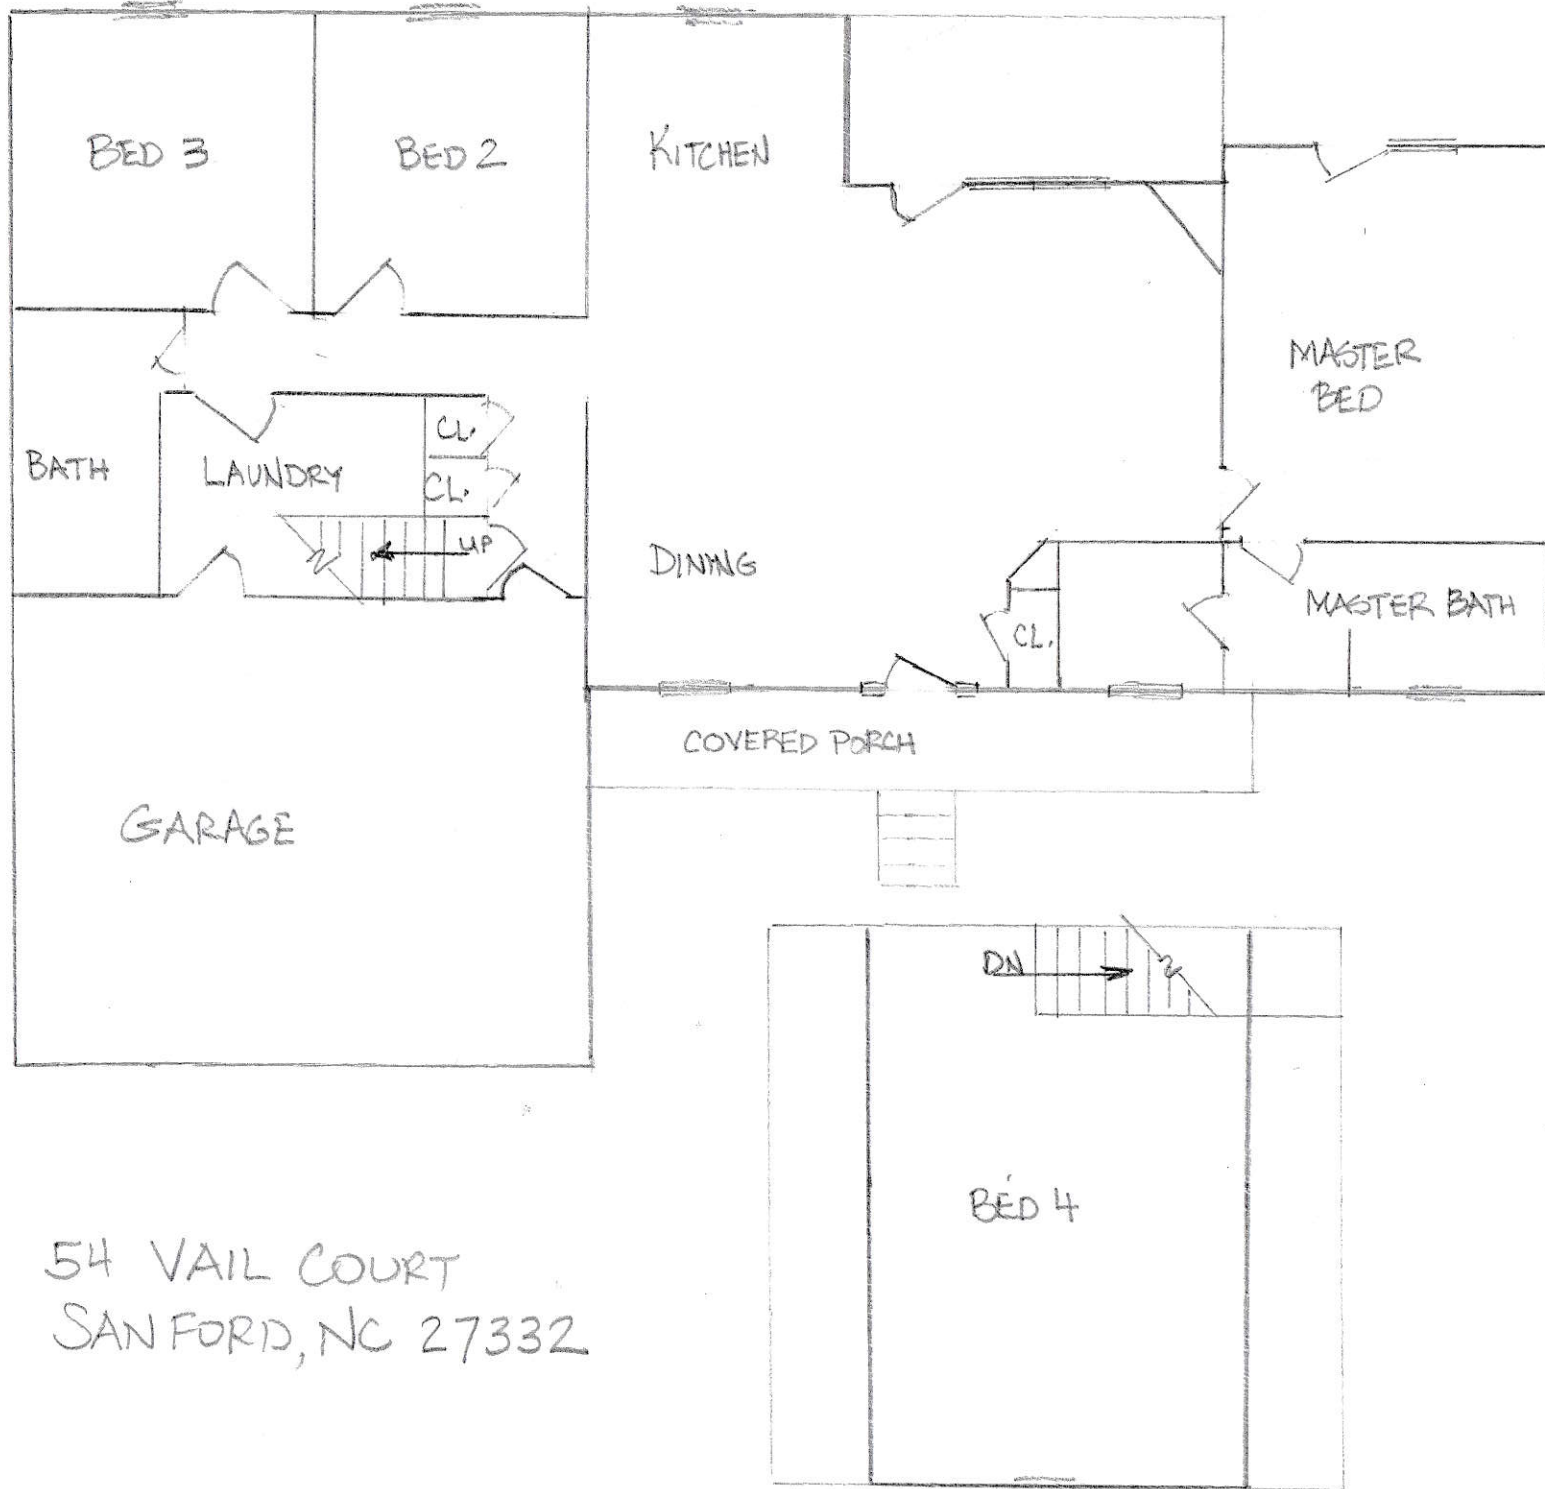 BED 3
BED 2
KITCHEN
MASTER
BED
BATH
LAUNDRY
CL.
CL.
UP
DINING
CL.
MASTER BATH
COVERED PORCH
GARAGE
DN
BED 4
54 VAIL COURT
SANFORD, NC 27332